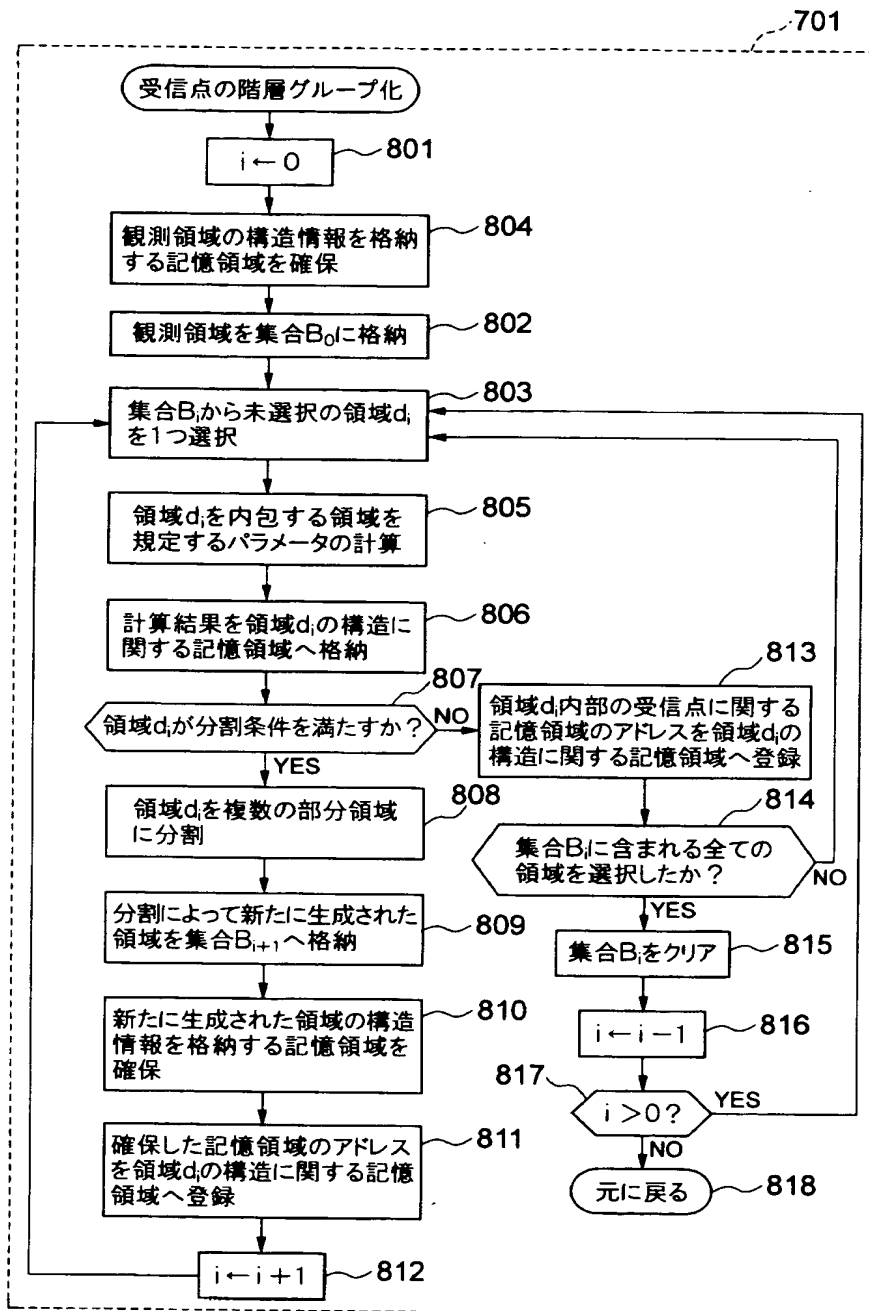 701
受信点の階層グループ化
i←0
801
観測領域の構造情報を格納
する記憶領域を確保
804
観測領域を集合B₀に格納
802
集合Bᵢから未選択の領域dᵢ
を1つ選択
803
領域dᵢを内包する領域を
規定するパラメータの計算
805
計算結果を領域dᵢの構造に
関する記憶領域へ格納
806
領域dᵢが分割条件を満たすか？
807
NO
YES
領域dᵢを複数の部分領域
に分割
808
分割によって新たに生成された
領域を集合Bᵢ₊₁へ格納
809
新たに生成された領域の構造
情報を格納する記憶領域を
確保
810
確保した記憶領域のアドレス
を領域dᵢの構造に関する記憶
領域へ登録
811
i←i+1
812
813
領域dᵢ内部の受信点に関する
記憶領域のアドレスを領域dᵢの
構造に関する記憶領域へ登録
814
集合Bᵢに含まれる全ての
領域を選択したか？
NO
YES
集合Bᵢをクリア
815
i←i−1
816
817
i＞0？
YES
NO
元に戻る
818